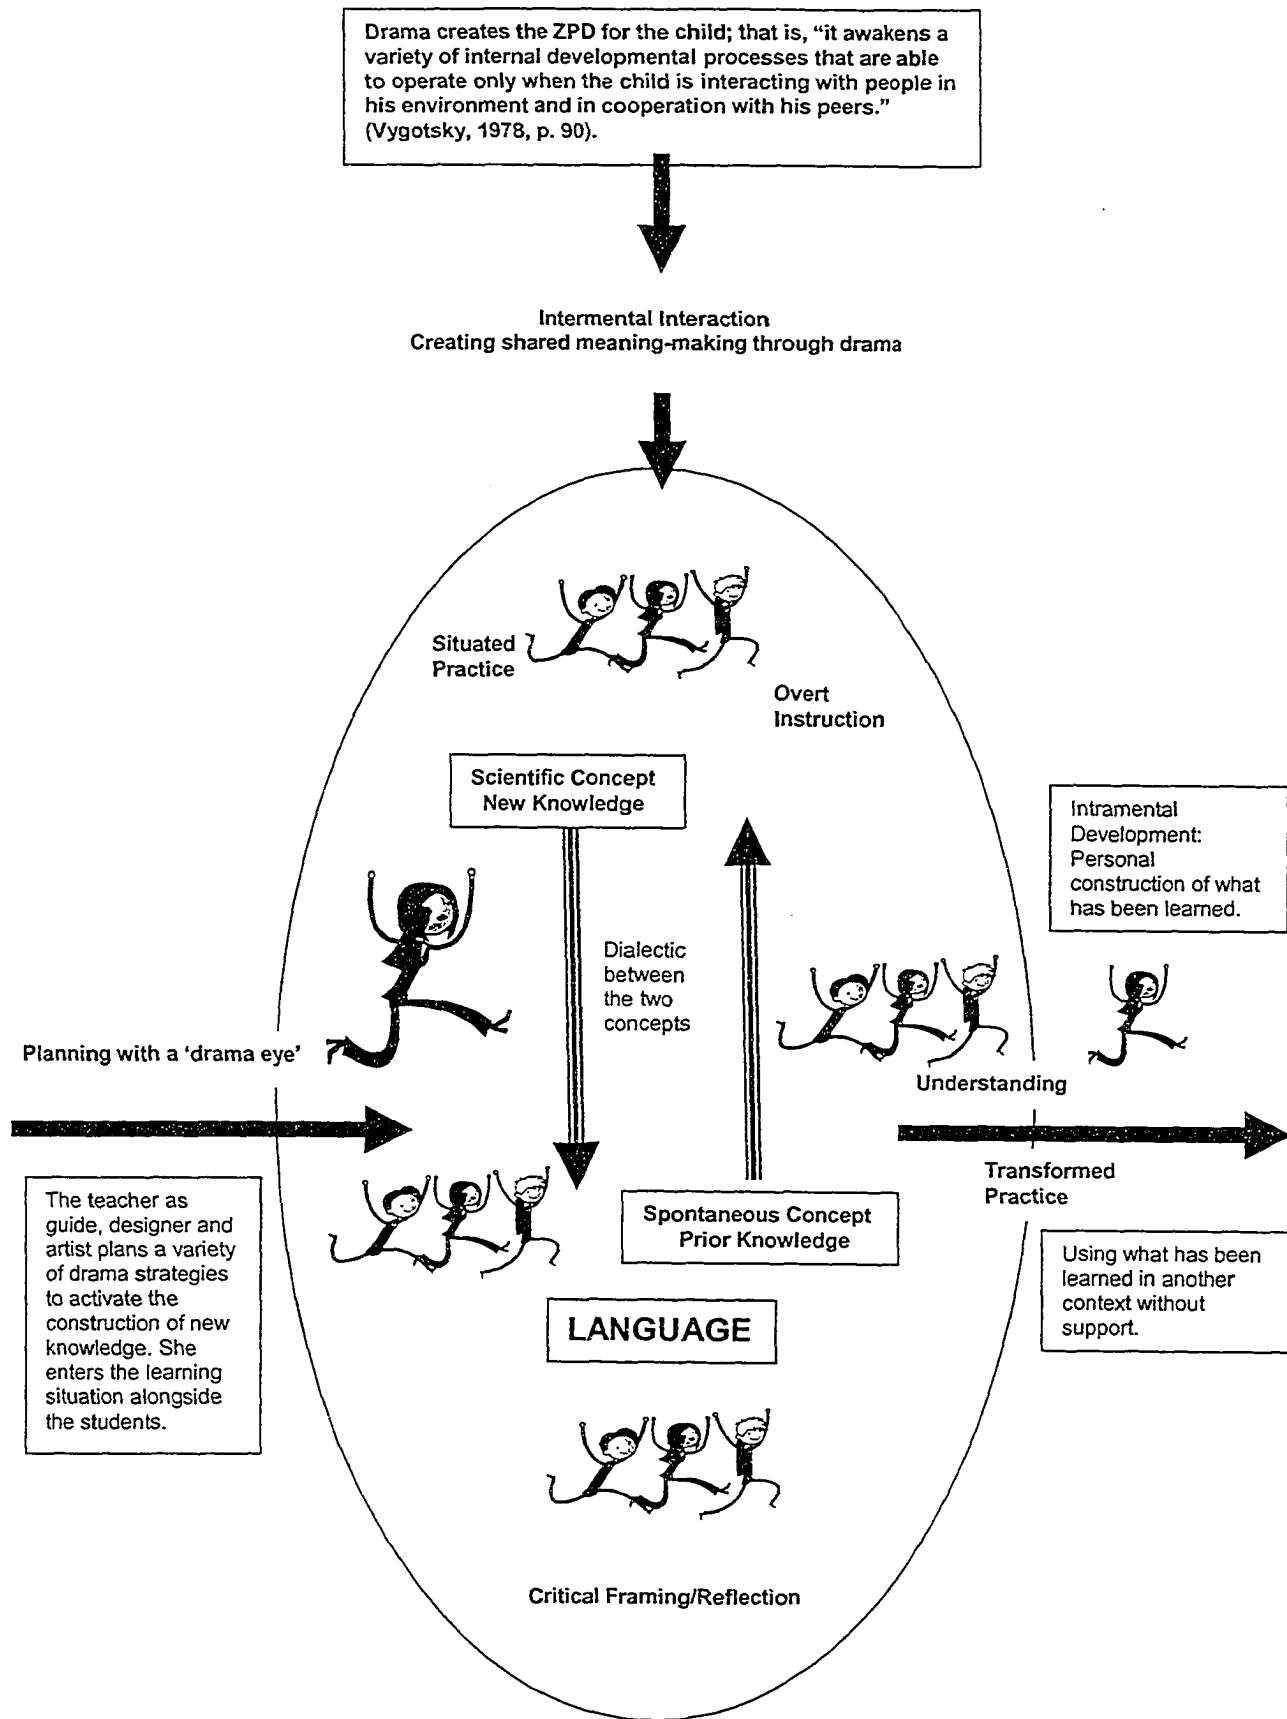 Drama creates the ZPD for the child; that is, “it awakens a
variety of internal developmental processes that are able
to operate only when the child is interacting with people in
his environment and in cooperation with his peers.”
(Vygotsky, 1978, p. 90).
Intermental Interaction
Creating shared meaning-making through drama
Situated
Practice
Overt
Instruction
Scientific Concept
New Knowledge
Intramental
Development:
Personal
construction of what
has been learned.
Dialectic
between
the two
concepts
Planning with a ‘drama eye’
Understanding
Transformed
Practice
The teacher as
guide, designer and
artist plans a variety
of drama strategies
to activate the
construction of new
knowledge. She
enters the learning
situation alongside
the students.
Spontaneous Concept
Prior Knowledge
Using what has been
learned in another
context without
support.
LANGUAGE
Critical Framing/Reflection